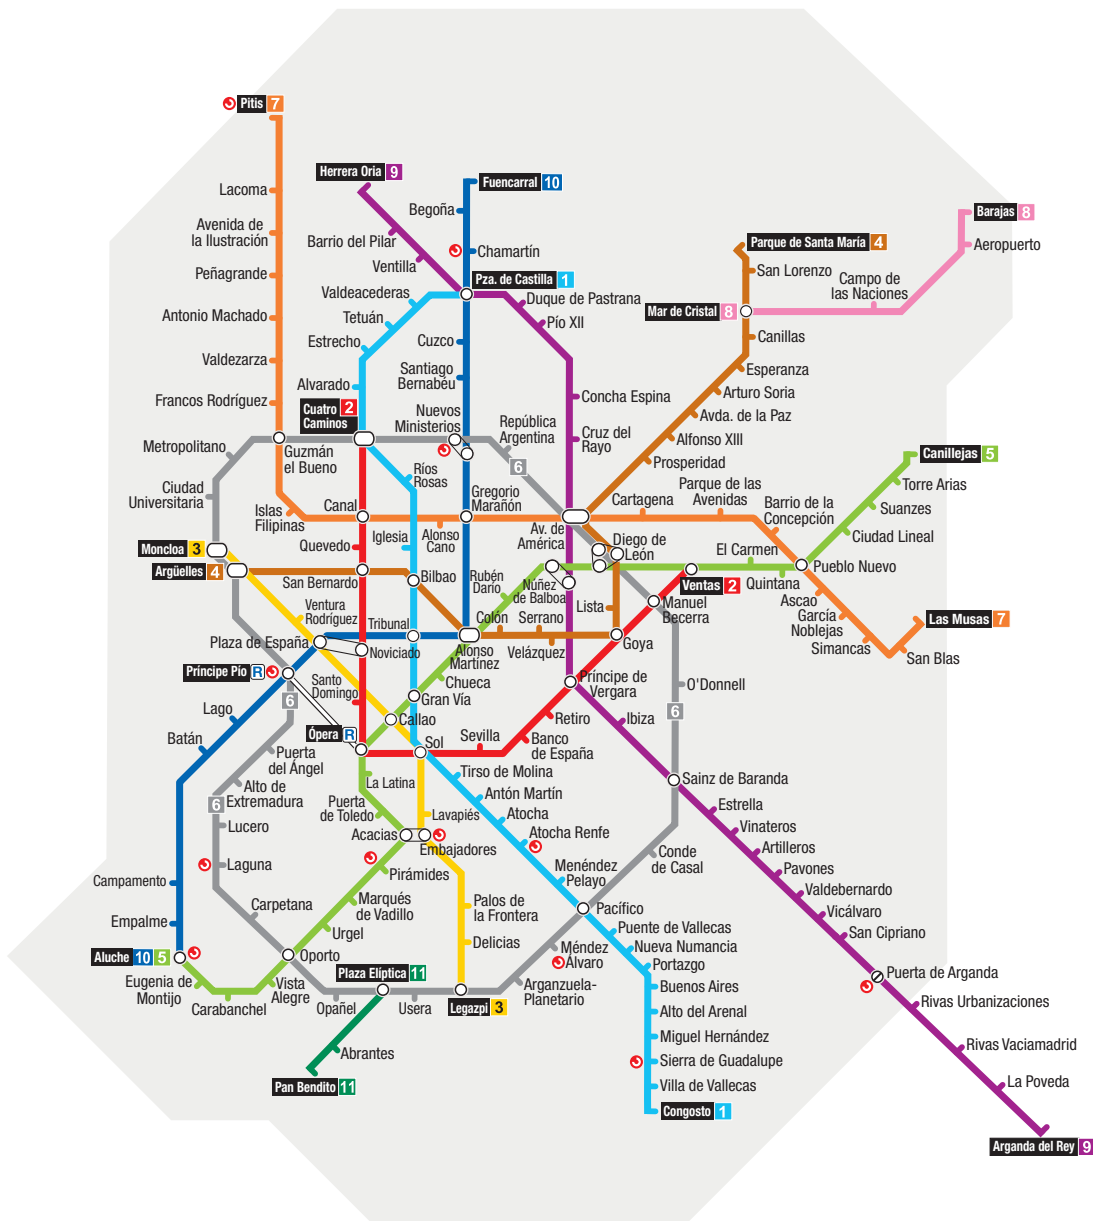 Pitis 7
Herrera Oria 9
Fuencarral 10
Lacoma
Begoña
Barajas 8
Avenida de
la Ilustración
Barrio del Pilar
Chamartín
Parque de Santa María 4
Aeropuerto
Ventilla
Peñagrande
Pza. de Castilla 1
San Lorenzo
Campo de
las Naciones
Valdeacederas
Duque de Pastrana
Mar de Cristal 8
Antonio Machado
Tetuán
Pío XII
Estrecho
Cuzco
Canillas
Valdezarza
Santiago
Bernabéu
Esperanza
Alvarado
Arturo Soria
Francos Rodríguez
Cuatro
Caminos 2
Nuevos
Ministerios
Concha Espina
Avda. de la Paz
República
Argentina
Cruz del
Rayo
Alfonso XIII
Metropolitano
Guzmán
el Bueno
6
Prosperidad
Canillejas 5
Ríos
Rosas
Torre Arias
Ciudad
Universitaria
Islas
Filipinas
Canal
Gregorio
Marañón
Cartagena
Parque de las
Avenidas
Barrio de la
Concepción
Suanzes
Quevedo
Iglesia
Alonso
Cano
Av. de
América
Diego de
León
El Carmen
Ciudad Lineal
Moncloa 3
Argüelles 4
San Bernardo
Bilbao
Rubén
Darío
Núñez
de Balboa
Ventas 2
Quintana
Pueblo Nuevo
Ventura
Rodríguez
Tribunal
Colón
Serrano
Lista
Manuel
Becerra
Ascao
García
Noblejas
Las Musas 7
Plaza de España
Noviciado
Alonso
Martínez
Velázquez
Goya
Simancas
San Blas
Príncipe Pío R
Santo
Domingo
Chueca
Príncipe de
Vergara
O'Donnell
6
Gran Vía
Lago
Callao
Retiro
Ibiza
6
Batán
Ópera R
Sol
Sevilla
Banco
de España
Puerta
del Ángel
La Latina
Tirso de Molina
Sainz de Baranda
Alto de
Extremadura
6
Puerta
de Toledo
Antón Martín
Estrella
Lucero
Lavapiés
Atocha
Vinateros
Acacias
Embajadores
Atocha Renfe
Artilleros
Laguna
Pirámides
Menéndez
Pelayo
Conde
de Casal
Pavones
Campamento
Valdebernardo
Carpetana
Marqués
de Vadillo
Palos de
la Frontera
Pacífico
Vicálvaro
Empalme
Urgel
Puente de Vallecas
San Cipriano
Aluche 10 5
Oporto
Delicias
Méndez
Álvaro
Nueva Numancia
Portazgo
Puerta de Arganda
Eugenia de
Montijo
Carabanchel
Vista
Alegre
Plaza Elíptica 11
Opañel
Usera
Legazpi 3
Arganzuela-
Planetario
Buenos Aires
Rivas Urbanizaciones
Alto del Arenal
Miguel Hernández
Rivas Vaciamadrid
Abrantes
Sierra de Guadalupe
Pan Bendito 11
Villa de Vallecas
La Poveda
Congosto 1
Arganda del Rey 9